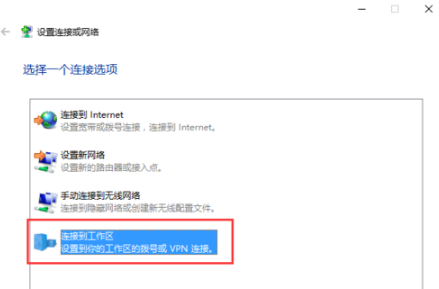 设置连接或网络
选择一个连接选项
连接到 Internet
设置宽带或拨号连接，连接到 Internet。
设置新网络
设置新的路由器或接入点。
手动连接到无线网络
连接到隐藏网络或创建新无线配置文件。
连接到工作区
设置到你的工作区的拨号或 VPN 连接。